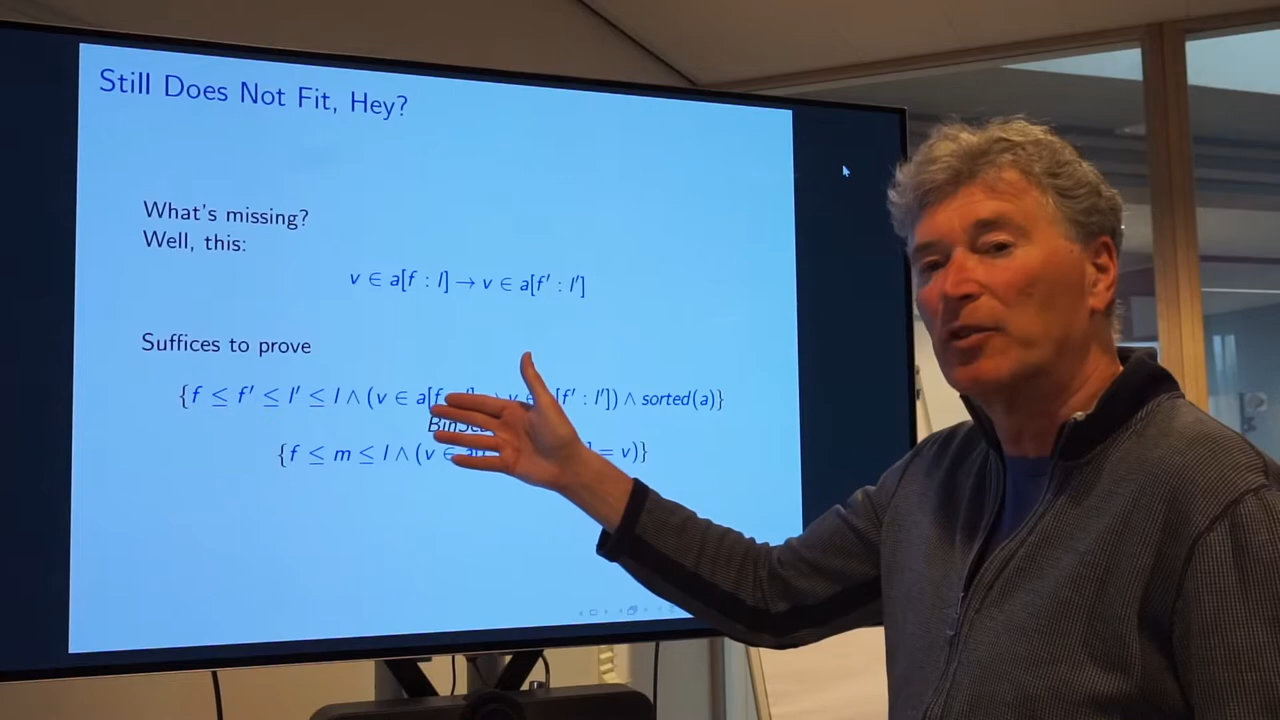 Still Does Not Fit, Hey?
What's missing?
Well, this:
v ∈ a[f : l] → v ∈ a[f′ : l′]
Suffices to prove
{f ≤ f′ ≤ l′ ≤ l ∧ (v ∈ a[f [f′ : l′]) ∧ sorted(a)}
{f ≤ m ≤ l ∧ (v ∈ ] = v)}